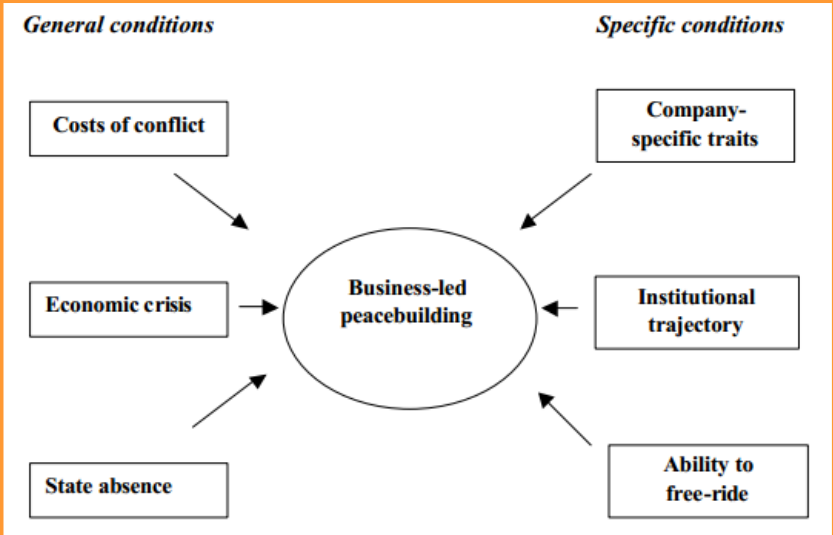 General conditions
Specific conditions
Costs of conflict
Company-
specific traits
Economic crisis
Business-led
peacebuilding
Institutional
trajectory
State absence
Ability to
free-ride